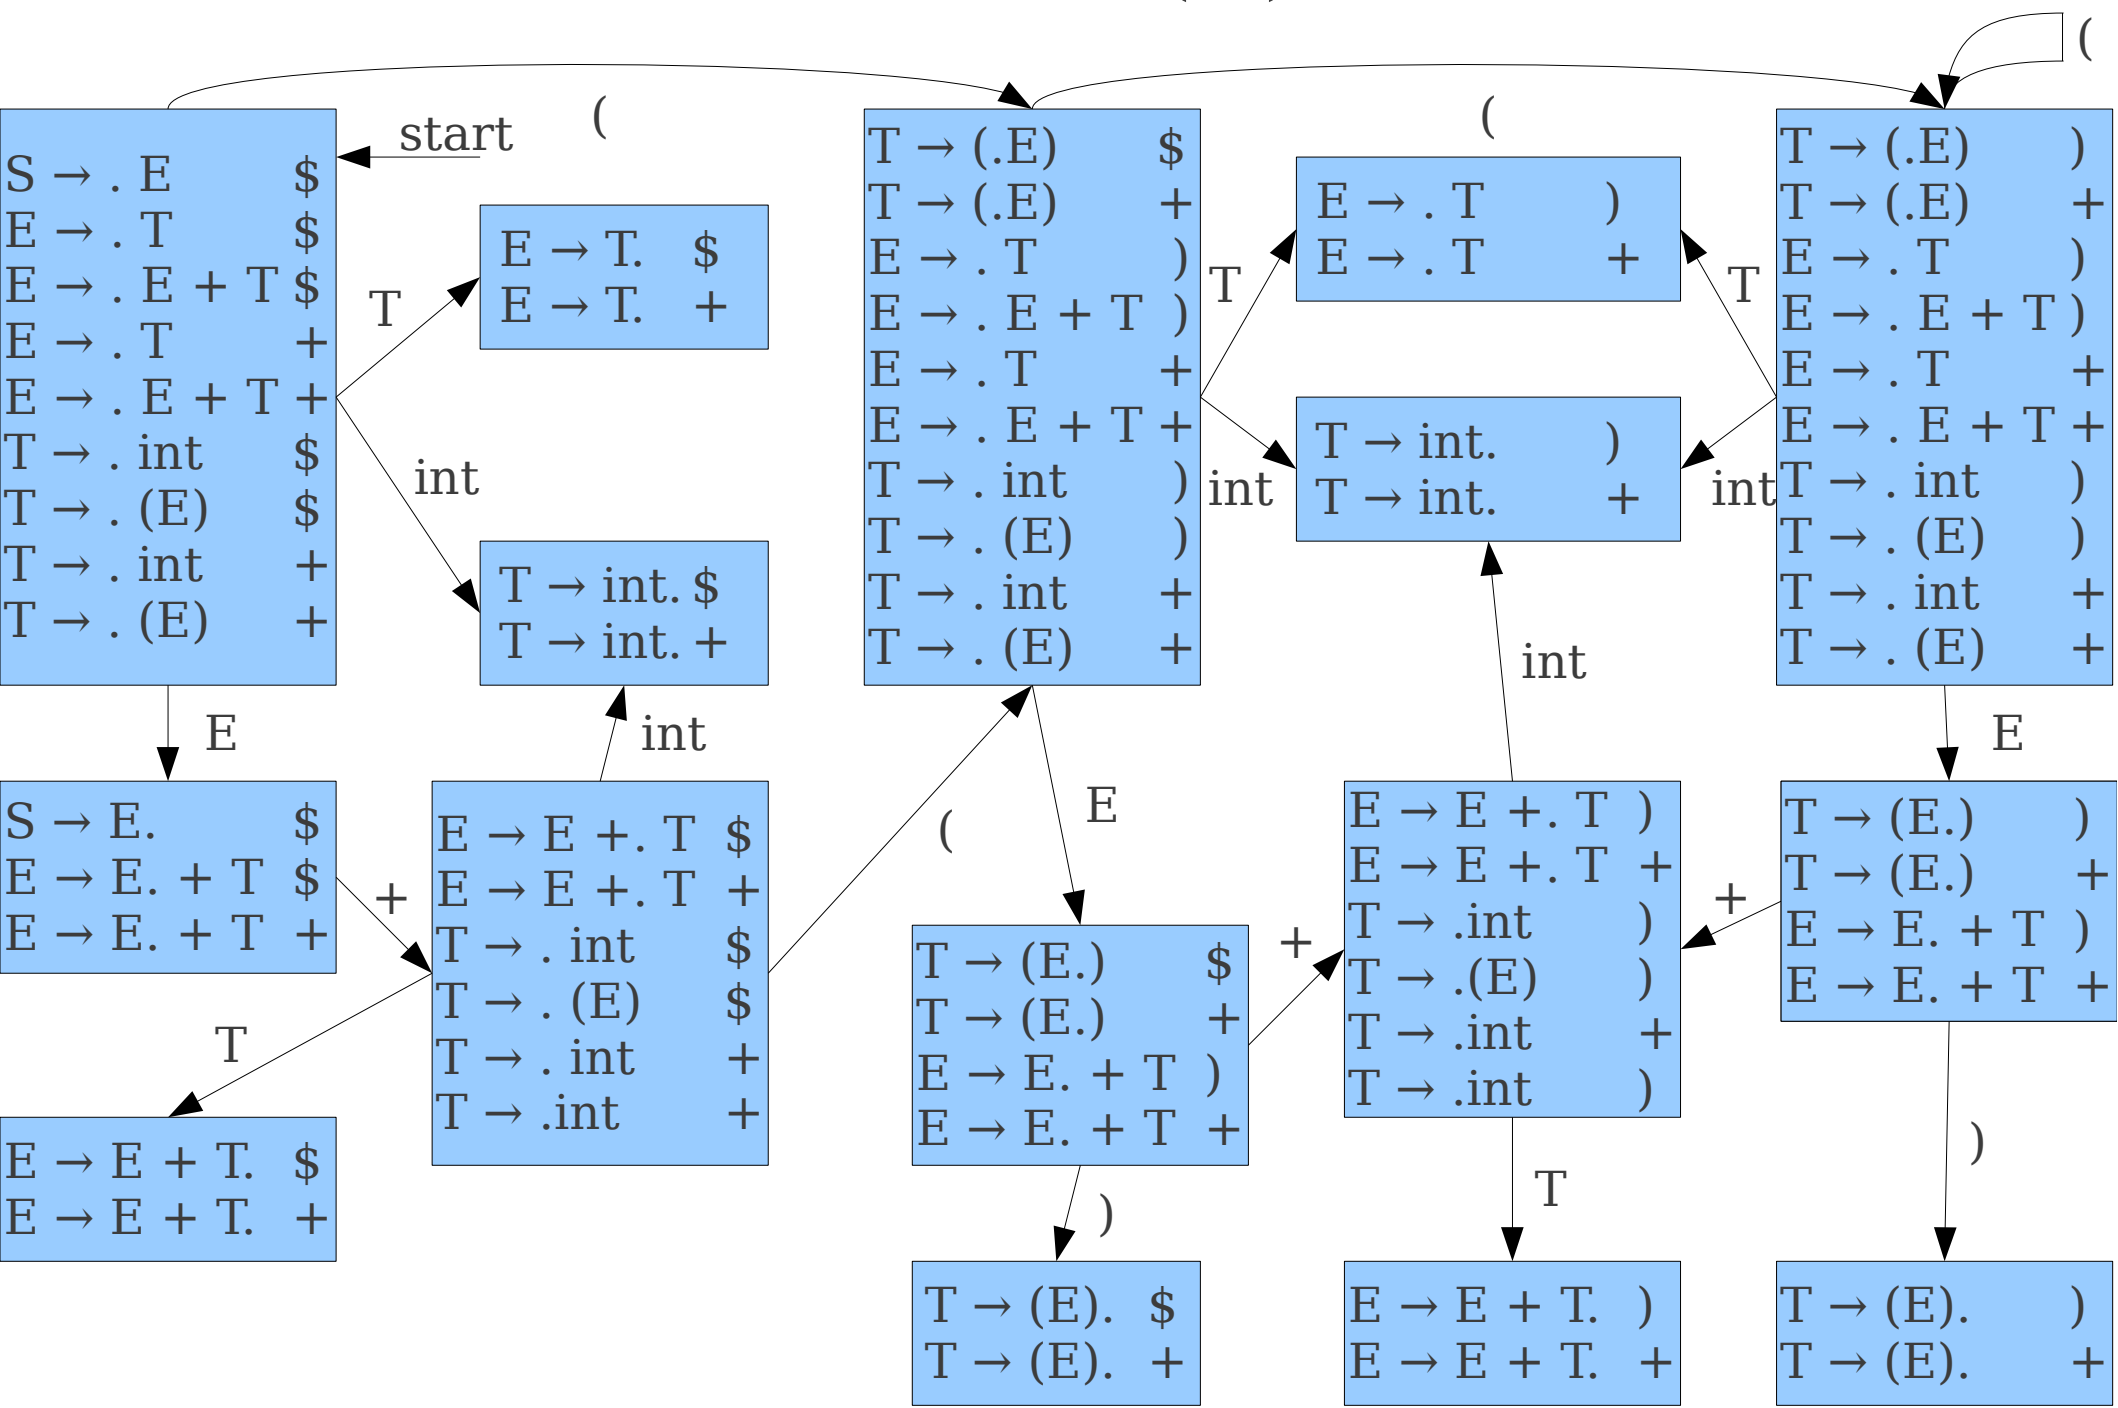 (
start
(
(
S → . E $
E → . T $
E → . E + T $
E → . T +
E → . E + T +
T → . int $
T → . (E) $
T → . int +
T → . (E) +
T
E → T. $
E → T. +
int
T → int. $
T → int. +
T → (.E) $
T → (.E) +
E → . T )
E → . E + T )
E → . T +
E → . E + T +
T → . int )
T → . (E) )
T → . int +
T → . (E) +
T
E → . T )
E → . T +
T
int
T → int. )
T → int. +
int
T → (.E) )
T → (.E) +
E → . T )
E → . E + T )
E → . T +
E → . E + T +
T → . int )
T → . (E) )
T → . int +
T → . (E) +
E
int
int
E
S → E. $
E → E. + T $
E → E. + T +
+
E → E +. T $
E → E +. T +
T → . int $
T → . (E) $
T → . int +
T → .int +
(
E
T → (E.) $
T → (E.) +
E → E. + T )
E → E. + T +
+
E → E +. T )
E → E +. T +
T → .int )
T → .(E) )
T → .int +
T → .int )
+
T → (E.) )
T → (E.) +
E → E. + T )
E → E. + T +
T
E → E + T. $
E → E + T. +
)
T
)
T → (E). $
T → (E). +
E → E + T. )
E → E + T. +
T → (E). )
T → (E). +